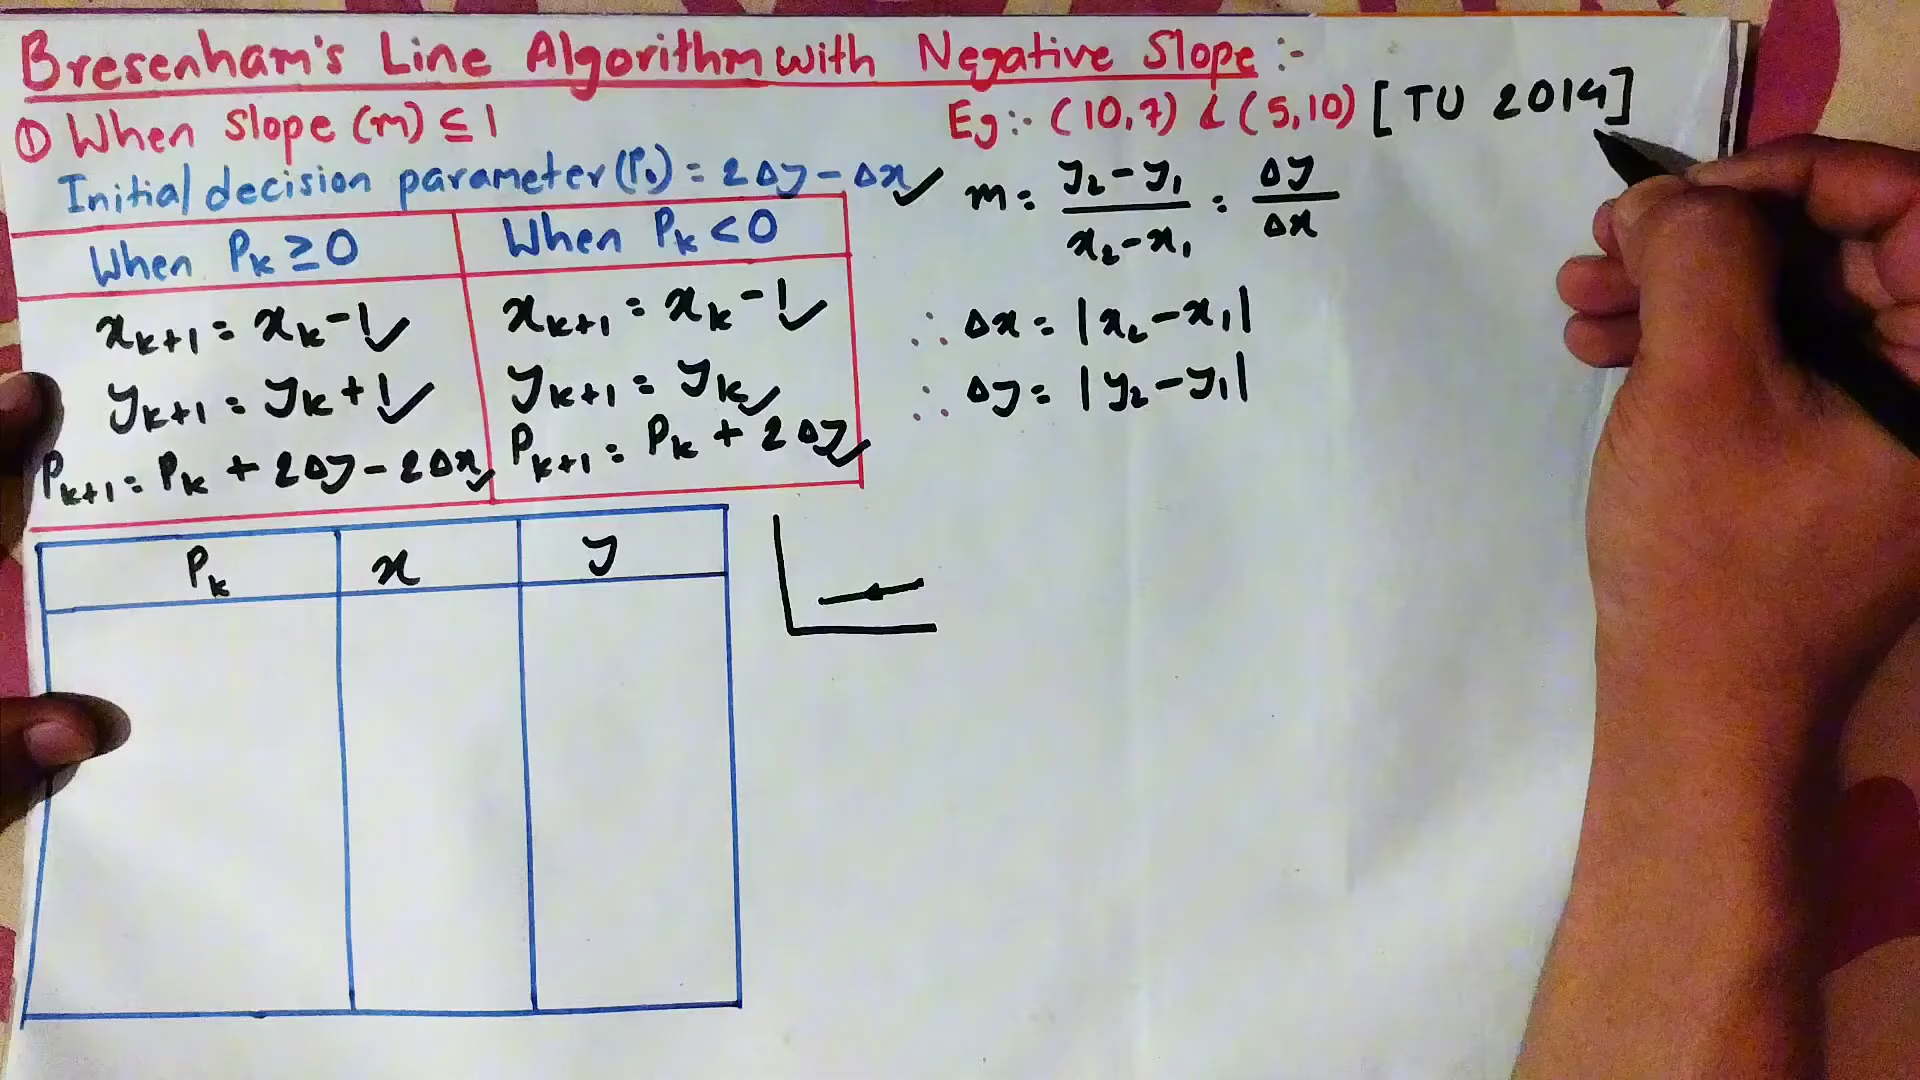 Bresenham's Line Algorithm with Negative Slope :-
① When slope (m) ≤ 1
Eg:- (10,7) & (5,10) [TU 2014]
Initial decision parameter (P₀) = 2Δy - Δx ✓
When Pk ≥ 0
xk+1 = xk - 1 ✓
yk+1 = yk + 1 ✓
Pk+1 = Pk + 2Δy - 2Δx ✓
When Pk < 0
xk+1 = xk - 1 ✓
yk+1 = yk ✓
Pk+1 = Pk + 2Δy ✓
m = y₂ - y₁ / x₂ - x₁ = Δy / Δx
∴ Δx = |x₂ - x₁|
∴ Δy = |y₂ - y₁|
Pk x y